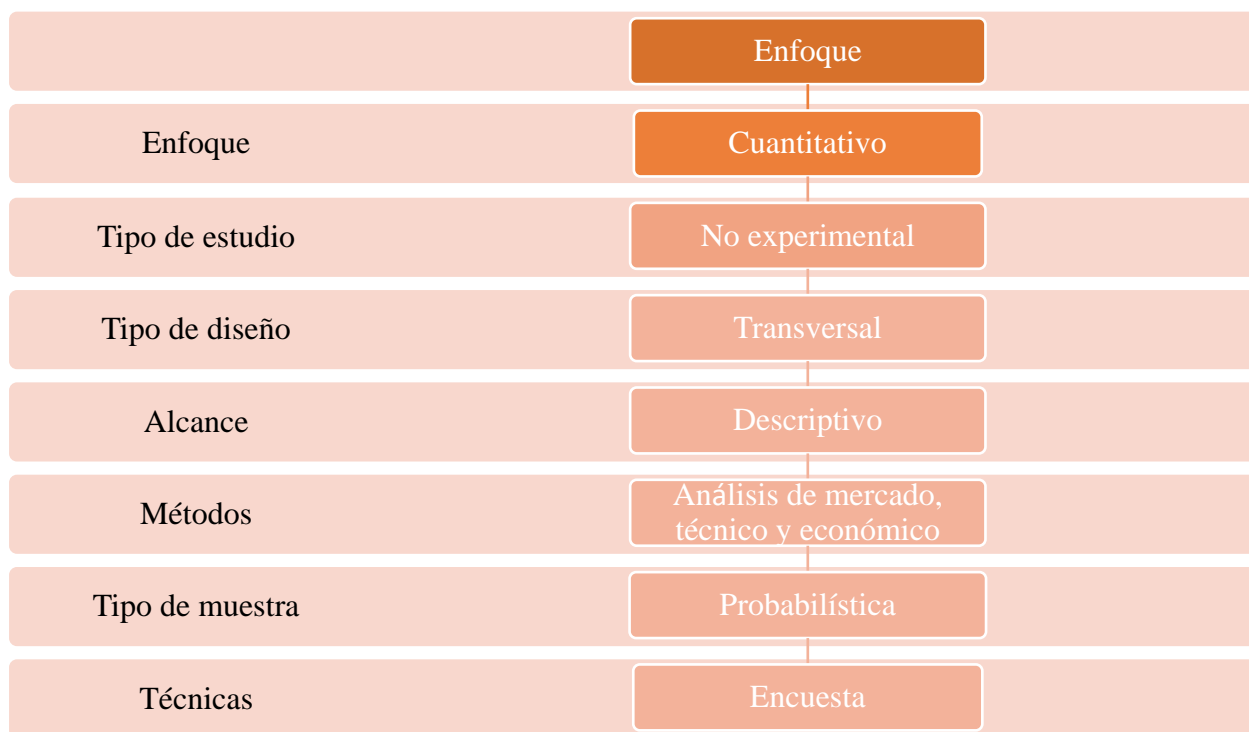 Enfoque
Enfoque
Cuantitativo
Tipo de estudio
No experimental
Tipo de diseño
Transversal
Alcance
Descriptivo
Métodos
Análisis de mercado,
técnico y económico
Tipo de muestra
Probabilística
Técnicas
Encuesta